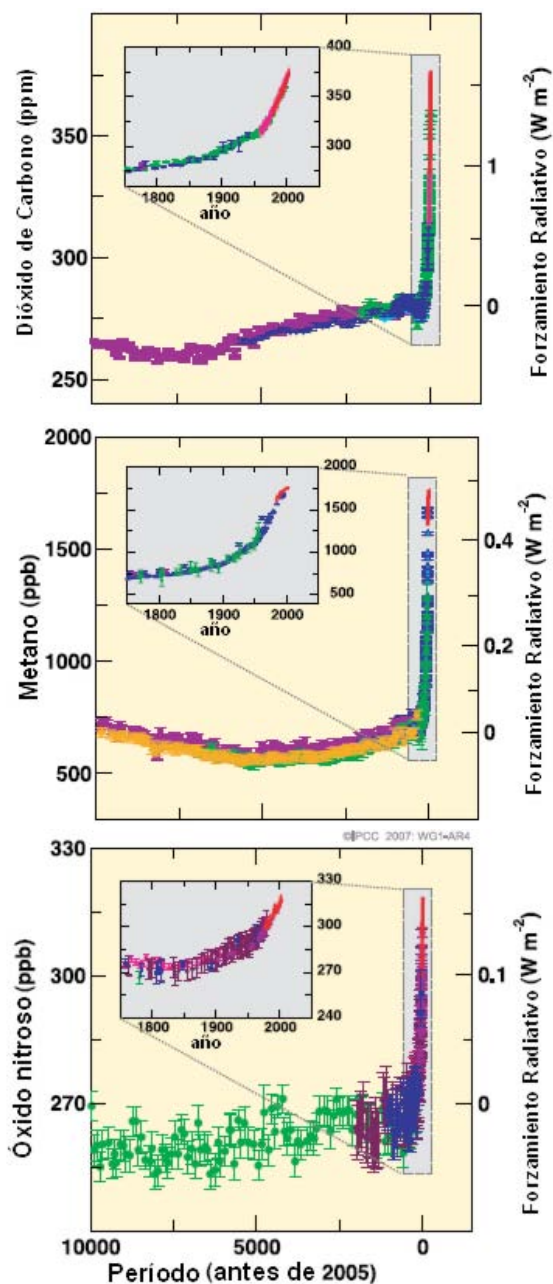 Dióxido de Carbono (ppm)
350
300
250
400
350
300
1800 1900 2000
año
1
0
Forzamiento Radiativo (W m-2)
Metano (ppb)
2000
1500
1000
500
2000
1500
1000
500
1800 1900 2000
año
0.4
0.2
0
Forzamiento Radiativo (W m-2)
©IPCC 2007: WG1-AR4
Óxido nitroso (ppb)
330
300
270
330
300
270
240
1800 1900 2000
año
0.1
0
Forzamiento Radiativo (W m-2)
10000 5000 0
Período (antes de 2005)